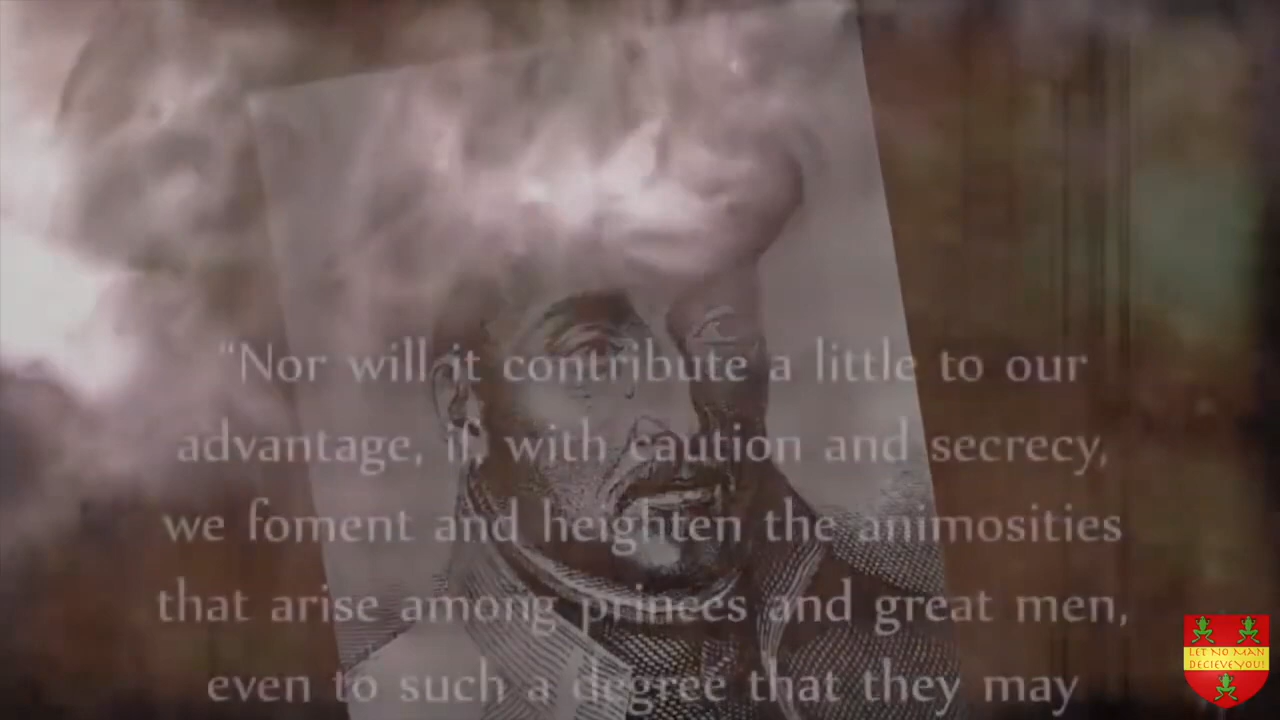 “Nor will it contribute a little to our
advantage, if, with caution and secrecy,
we foment and heighten the animosities
that arise among princes and great men,
even to such a degree that they may
LET NO MAN
DECIEVE YOU!